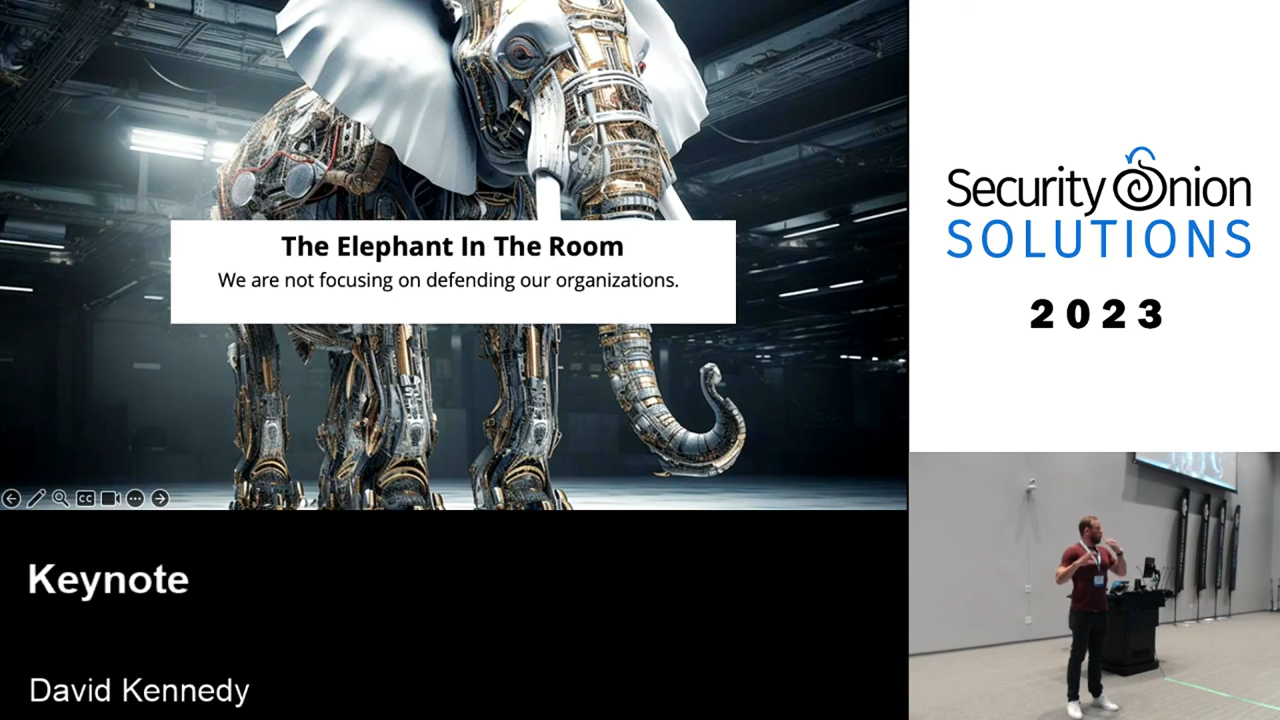 The Elephant In The Room
We are not focusing on defending our organizations.
CC
Keynote
David Kennedy
Security Onion
SOLUTIONS
2023